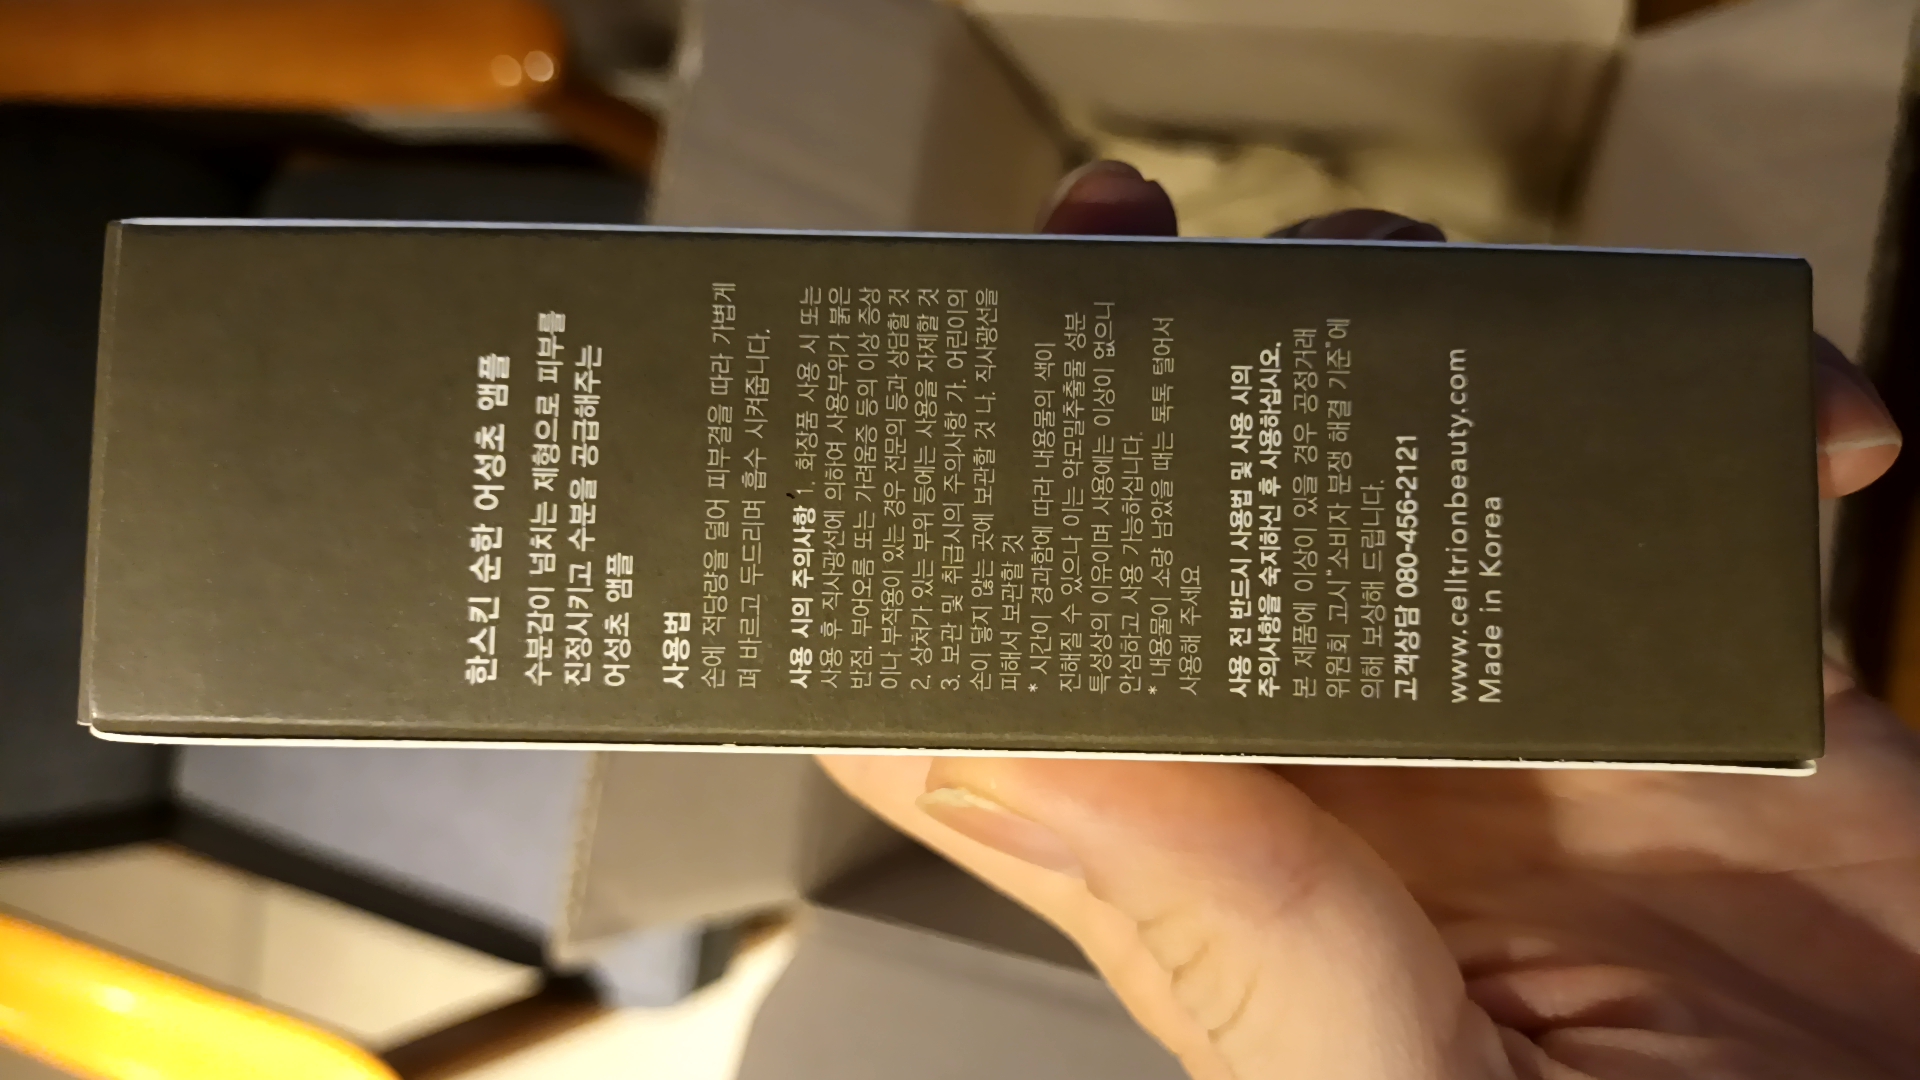 한스킨 순한 어성초 앰플
수분감이 넘치는 제형으로 피부를
진정시키고 수분을 공급해주는
어성초 앰플
사용법
손에 적당량을 덜어 피부결을 따라 가볍게
펴 바르고 두드리며 흡수 시켜줍니다.
사용 시의 주의사항 1. 화장품 사용 시 또는
사용 후 직사광선에 의하여 사용부위가 붉은
반점, 부어오름 또는 가려움증 등의 이상 증상
이나 부작용이 있는 경우 전문의 등과 상담할 것
2. 상처가 있는 부위 등에는 사용을 자제할 것
3. 보관 및 취급시의 주의사항 가. 어린이의
손이 닿지 않는 곳에 보관할 것 나. 직사광선을
피해서 보관할 것
* 시간이 경과함에 따라 내용물의 색이
진해질 수 있으나 이는 약모밀추출물 성분
특성상의 이유이며 사용에는 이상이 없으니
안심하고 사용 가능하십니다.
* 내용물이 소량 남았을 때는 톡톡 털어서
사용해 주세요
사용 전 반드시 사용법 및 사용 시의
주의사항을 숙지하신 후 사용하십시오.
본 제품에 이상이 있을 경우 공정거래
위원회 고시"소비자 분쟁 해결 기준"에
의해 보상해 드립니다.
고객상담 080-456-2121
www.celltrionbeauty.com
Made in Korea